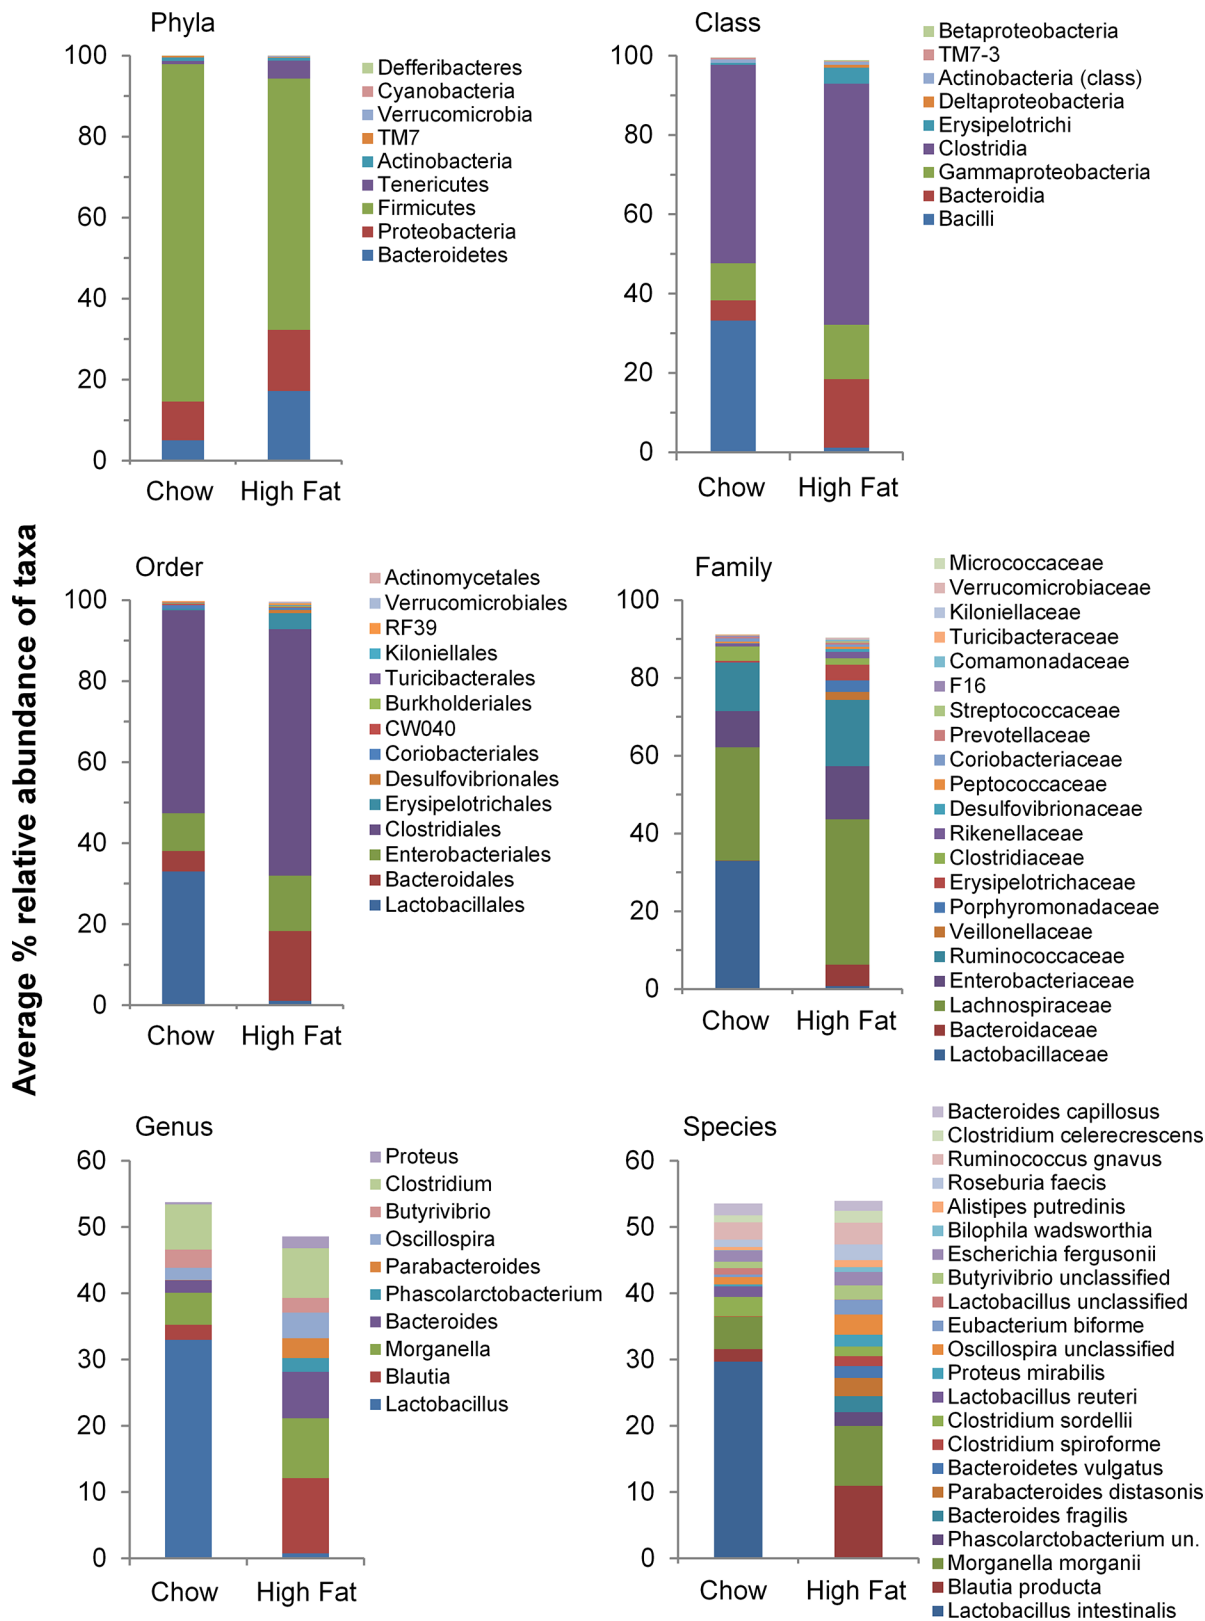 Average % relative abundance of taxa
Phyla
100
80
60
40
20
0
Chow
High Fat
Defferibacteres
Cyanobacteria
Verrucomicrobia
TM7
Actinobacteria
Tenericutes
Firmicutes
Proteobacteria
Bacteroidetes
Class
100
80
60
40
20
0
Chow
High Fat
Betaproteobacteria
TM7-3
Actinobacteria (class)
Deltaproteobacteria
Erysipelotrichi
Clostridia
Gammaproteobacteria
Bacteroidia
Bacilli
Order
100
80
60
40
20
0
Chow
High Fat
Actinomycetales
Verrucomicrobiales
RF39
Kiloniellales
Turicibacterales
Burkholderiales
CW040
Coriobacteriales
Desulfovibrionales
Erysipelotrichales
Clostridiales
Enterobacteriales
Bacteroidales
Lactobacillales
Family
100
80
60
40
20
0
Chow
High Fat
Micrococcaceae
Verrucomicrobiaceae
Kiloniellaceae
Turicibacteraceae
Comamonadaceae
F16
Streptococcaceae
Prevotellaceae
Coriobacteriaceae
Peptococcaceae
Desulfovibrionaceae
Rikenellaceae
Clostridiaceae
Erysipelotrichaceae
Porphyromonadaceae
Veillonellaceae
Ruminococcaceae
Enterobacteriaceae
Lachnospiraceae
Bacteroidaceae
Lactobacillaceae
Genus
60
50
40
30
20
10
0
Chow
High Fat
Proteus
Clostridium
Butyrivibrio
Oscillospira
Parabacteroides
Phascolarctobacterium
Bacteroides
Morganella
Blautia
Lactobacillus
Species
60
50
40
30
20
10
0
Chow
High Fat
Bacteroides capillosus
Clostridium celerecrescens
Ruminococcus gnavus
Roseburia faecis
Alistipes putredinis
Bilophila wadsworthia
Escherichia fergusonii
Butyrivibrio unclassified
Lactobacillus unclassified
Eubacterium biforme
Oscillospira unclassified
Proteus mirabilis
Lactobacillus reuteri
Clostridium sordellii
Clostridium spiroforme
Bacteroidetes vulgatus
Parabacteroides distasonis
Bacteroides fragilis
Phascolarctobacterium un.
Morganella morganii
Blautia producta
Lactobacillus intestinalis